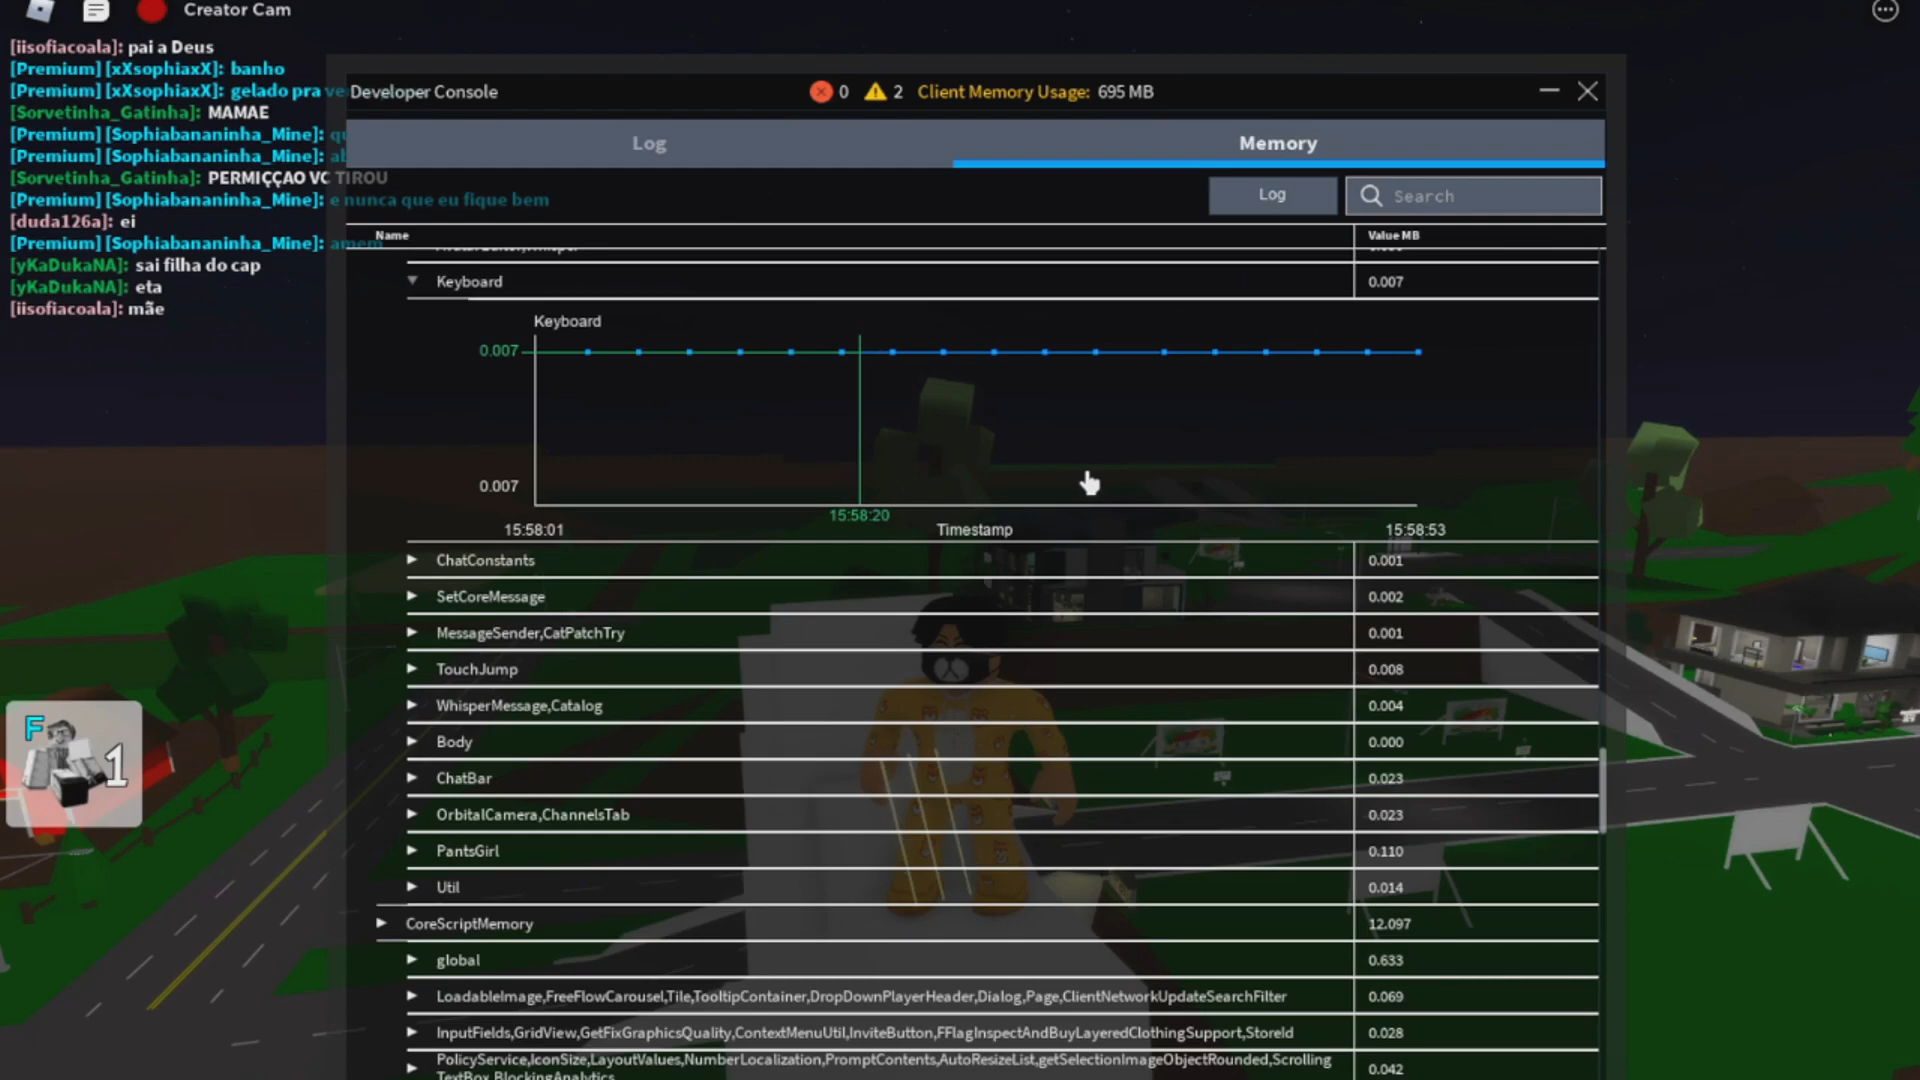 Creator Cam
[iisofiacoala]: pai a Deus
[Premium] [xXsophiaxX]: banho
[Premium] [xXsophiaxX]: gelado pra ve
[Sorvetinha_Gatinha]: MAMAE
[Premium] [Sophiabananinha_Mine]: qu
[Premium] [Sophiabananinha_Mine]: ab
[Sorvetinha_Gatinha]: PERMIÇÇAO VC TIROU
[Premium] [Sophiabananinha_Mine]: e nunca que eu fique bem
[duda126a]: ei
[Premium] [Sophiabananinha_Mine]: amem
[yKaDukaNA]: sai filha do cap
[yKaDukaNA]: eta
[iisofiacoala]: mãe
Developer Console 0 2 Client Memory Usage: 695 MB
Log Memory
Log Search
Name Value MB
Keyboard 0.007
Keyboard
0.007
0.007
15:58:20
15:58:01 Timestamp 15:58:53
ChatConstants 0.001
SetCoreMessage 0.002
MessageSender,CatPatchTry 0.001
TouchJump 0.008
WhisperMessage,Catalog 0.004
Body 0.000
ChatBar 0.023
OrbitalCamera,ChannelsTab 0.023
PantsGirl 0.110
Util 0.014
CoreScriptMemory 12.097
global 0.633
LoadableImage,FreeFlowCarousel,Tile,TooltipContainer,DropDownPlayerHeader,Dialog,Page,ClientNetworkUpdateSearchFilter 0.069
InputFields,GridView,GetFixGraphicsQuality,ContextMenuUtil,InviteButton,FFlagInspectAndBuyLayeredClothingSupport,StoreId 0.028
PolicyService,IconSize,LayoutValues,NumberLocalization,PromptContents,AutoResizeList,getSelectionImageObjectRounded,Scrolling 0.042
TextBox,BlockingAnalytics
F
1